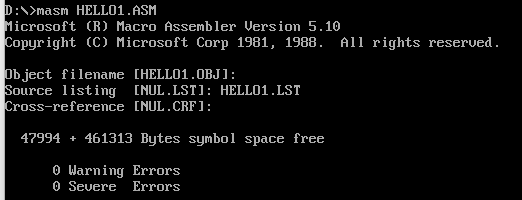 D:\>masm HELLO1.ASM
Microsoft (R) Macro Assembler Version 5.10
Copyright (C) Microsoft Corp 1981, 1988.  All rights reserved.
Object filename [HELLO1.OBJ]:
Source listing  [NUL.LST]: HELLO1.LST
Cross-reference [NUL.CRF]:
47994 + 461313 Bytes symbol space free
0 Warning Errors
0 Severe  Errors